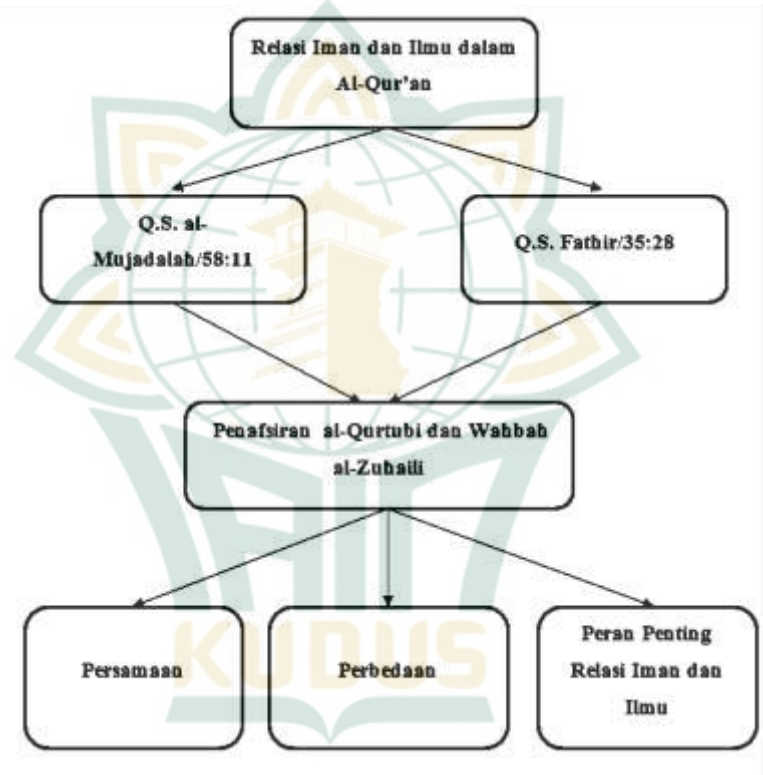 Relasi Iman dan Ilmu dalam
Al-Qur'an
Q.S. al-
Mujadalah/58:11
Q.S. Fathir/35:28
Penafsiran al-Qurtubi dan Wahbah
al-Zuhaili
Persamaan
Perbedaan
Peran Penting
Relasi Iman dan
Ilmu
IAIN
KUDUS